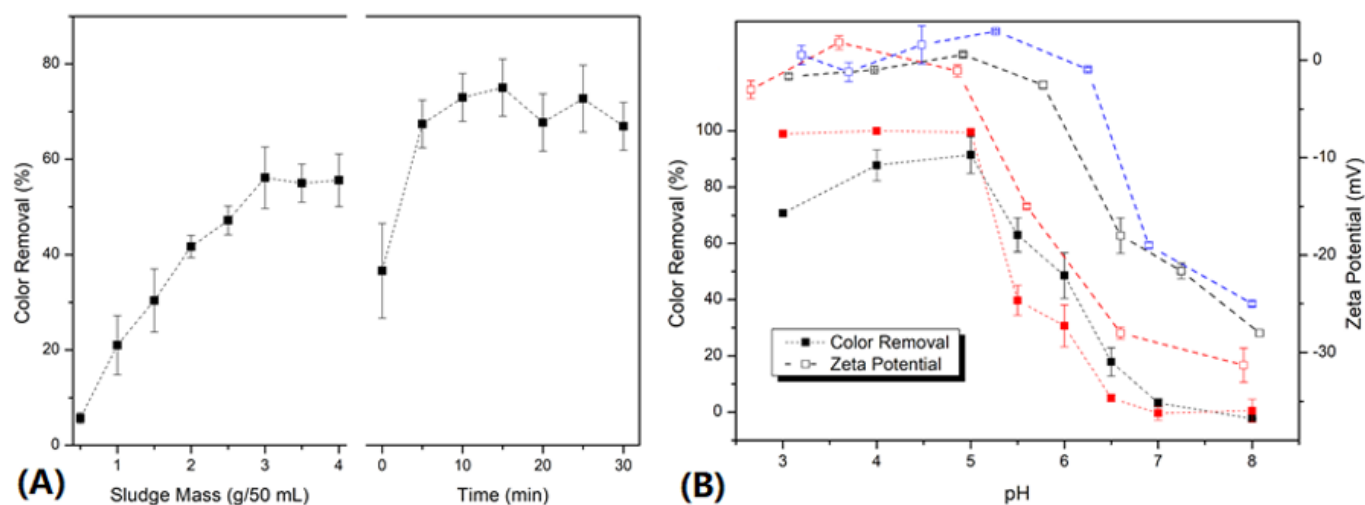 80
60
40
20
0
Color Removal (%)
1
2
3
4
0
10
20
30
(A)
Sludge Mass (g/50 mL)
Time (min)
100
80
60
40
20
0
Color Removal (%)
Color Removal
Zeta Potential
0
-10
-20
-30
Zeta Potential (mV)
3
4
5
6
7
8
(B)
pH